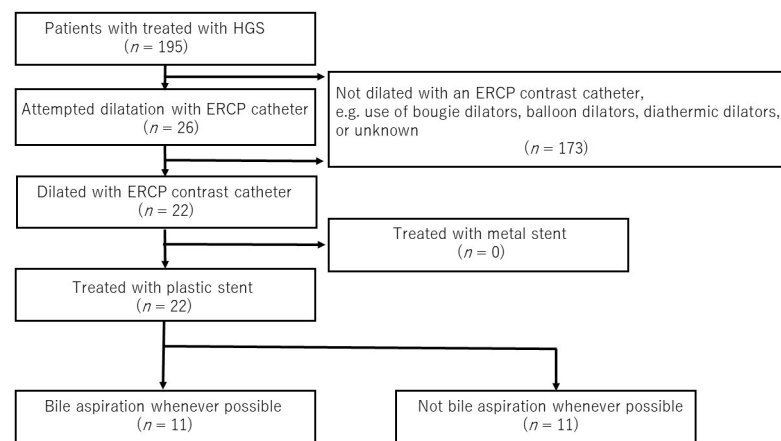 Patients with treated with HGS
(n = 195)
Not dilated with an ERCP contrast catheter,
e.g. use of bougie dilators, balloon dilators, diathermic dilators,
or unknown
(n = 173)
Attempted dilatation with ERCP catheter
(n = 26)
Dilated with ERCP contrast catheter
(n = 22)
Treated with metal stent
(n = 0)
Treated with plastic stent
(n = 22)
Bile aspiration whenever possible
(n = 11)
Not bile aspiration whenever possible
(n = 11)